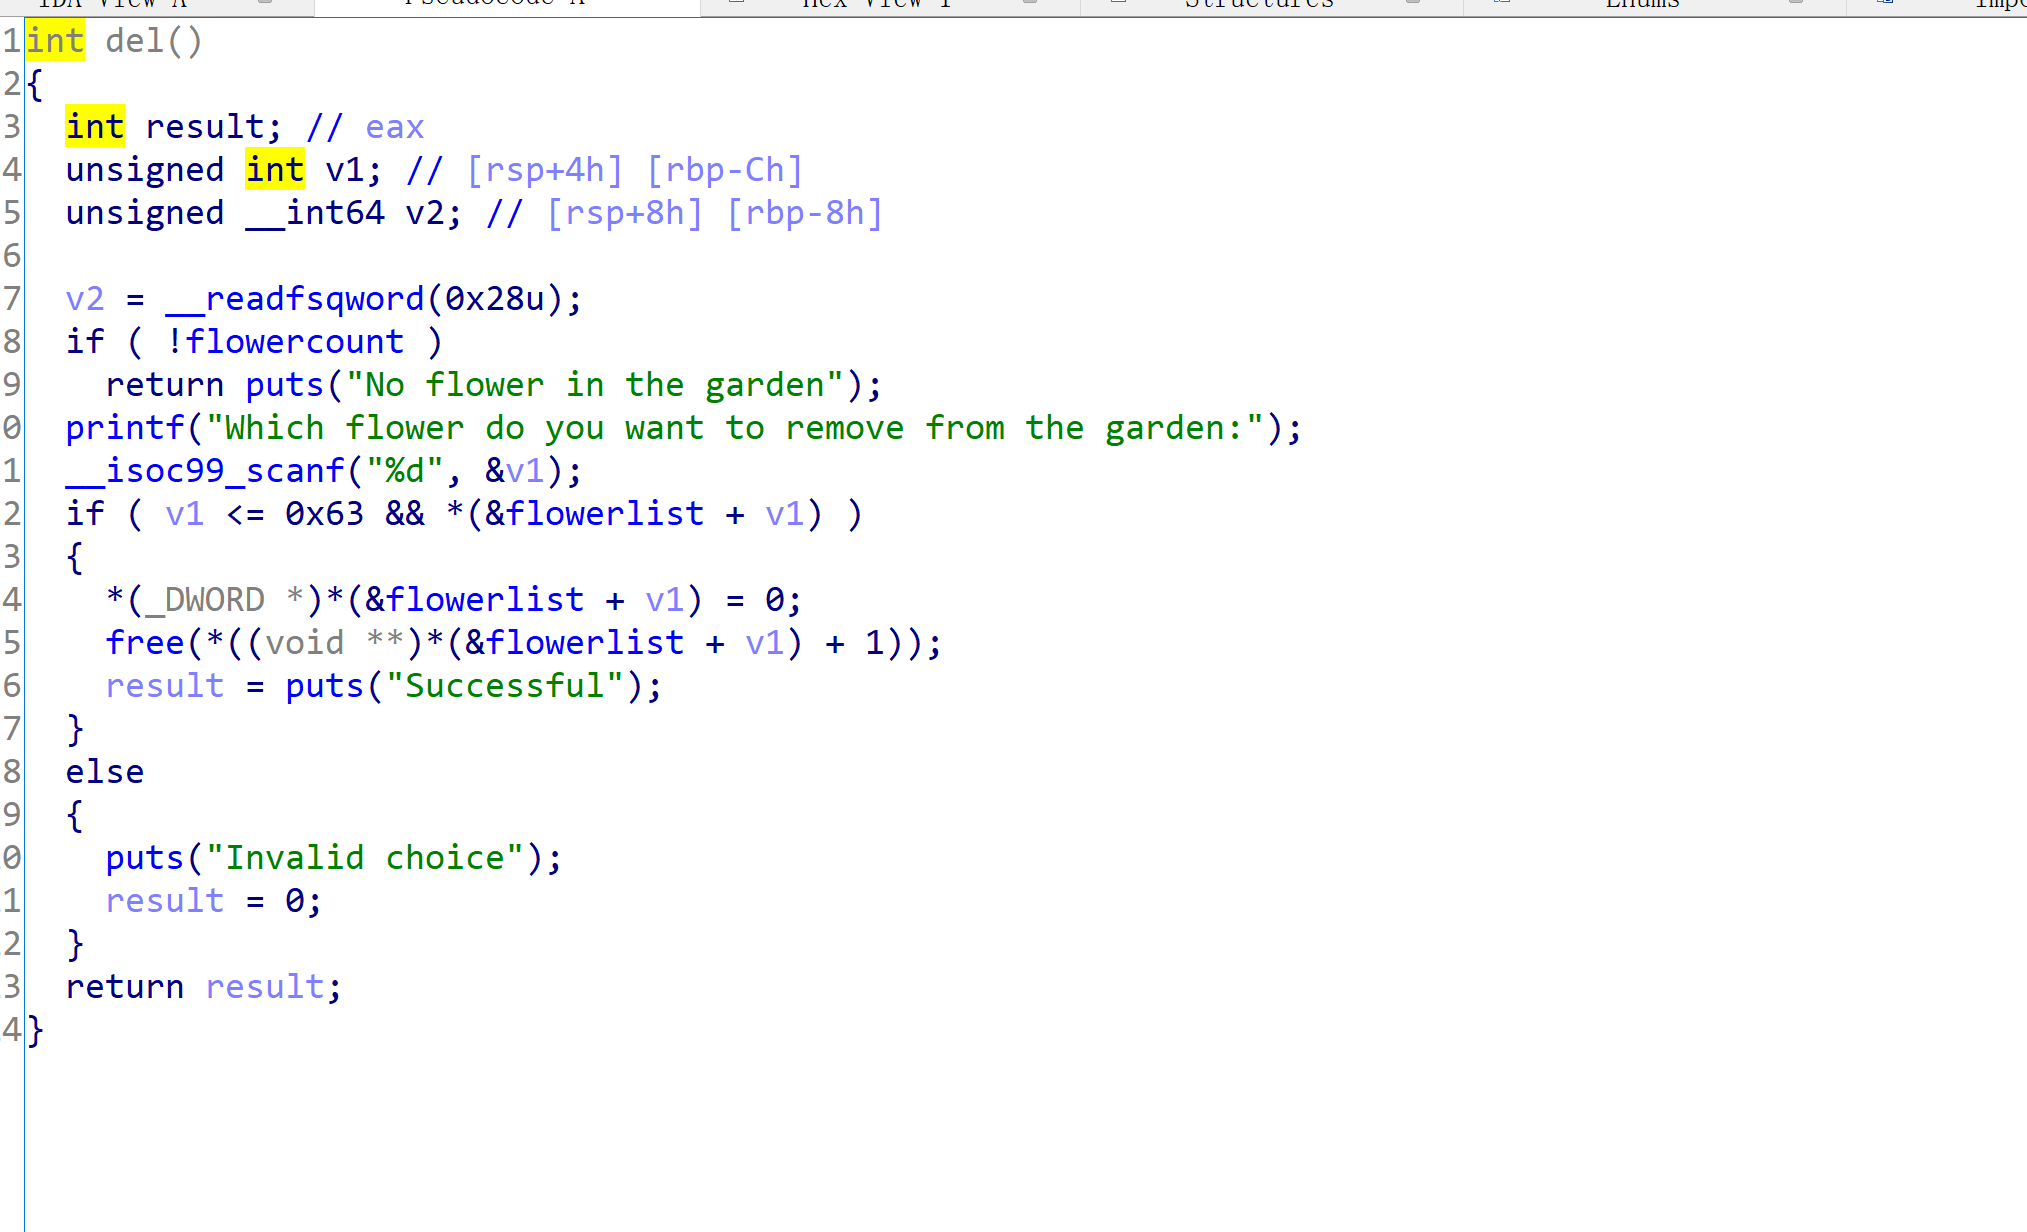 IDA View-A Pseudocode-A Hex View-1 Structures Enums
1 int del()
2 {
3 int result; // eax
4 unsigned int v1; // [rsp+4h] [rbp-Ch]
5 unsigned __int64 v2; // [rsp+8h] [rbp-8h]
6
7 v2 = __readfsqword(0x28u);
8 if ( !flowercount )
9 return puts("No flower in the garden");
0 printf("Which flower do you want to remove from the garden:");
1 __isoc99_scanf("%d", &v1);
2 if ( v1 <= 0x63 && *(&flowerlist + v1) )
3 {
4 *(_DWORD *)*(&flowerlist + v1) = 0;
5 free(*((void **)*(&flowerlist + v1) + 1));
6 result = puts("Successful");
7 }
8 else
9 {
0 puts("Invalid choice");
1 result = 0;
2 }
3 return result;
4 }